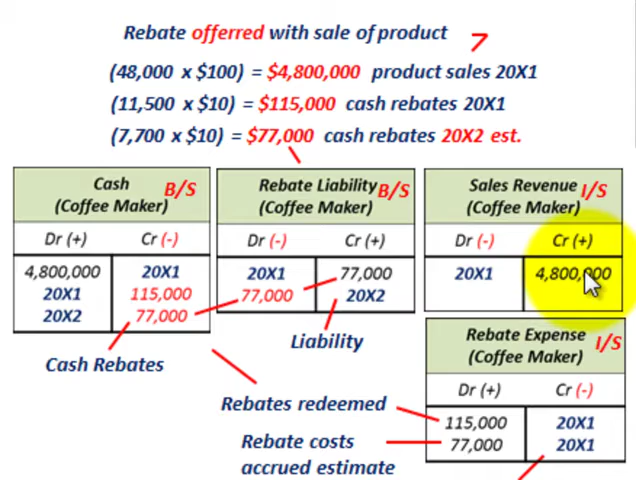 Rebate offerred with sale of product
(48,000 x $100) = $4,800,000 product sales 20X1
(11,500 x $10) = $115,000 cash rebates 20X1
(7,700 x $10) = $77,000 cash rebates 20X2 est.
Cash
(Coffee Maker)
B/S
Dr (+) Cr (-)
4,800,000 20X1
20X1 115,000
20X2 77,000
Rebate Liability
(Coffee Maker)
B/S
Dr (-) Cr (+)
20X1 77,000
77,000 20X2
Sales Revenue
(Coffee Maker)
I/S
Dr (-) Cr (+)
20X1 4,800,000
Liability
Cash Rebates
Rebate Expense
(Coffee Maker)
I/S
Dr (+) Cr (-)
115,000 20X1
77,000 20X1
Rebates redeemed
Rebate costs
accrued estimate